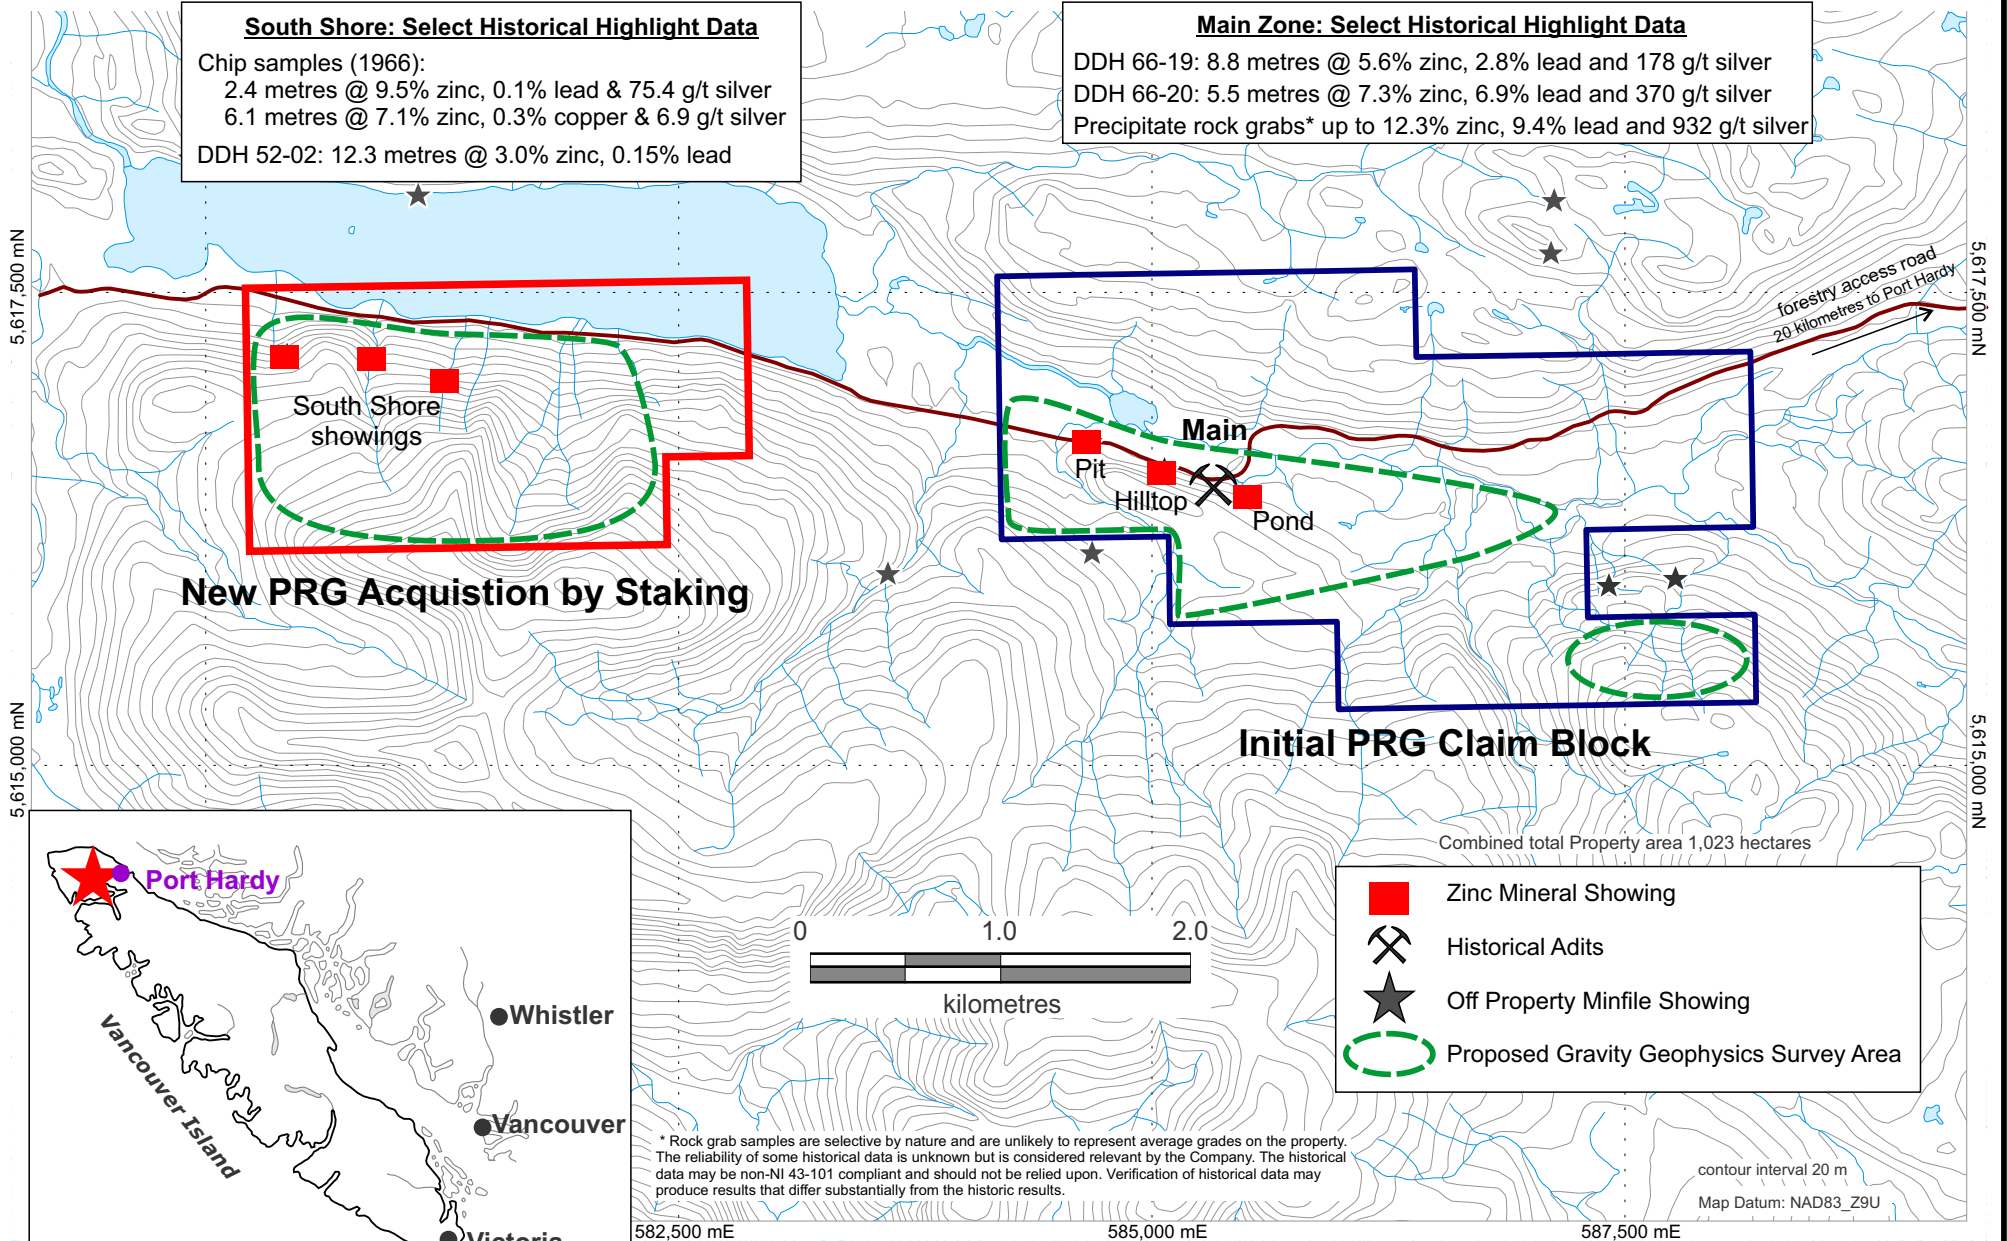 South Shore: Select Historical Highlight Data
Chip samples (1966):
2.4 metres @ 9.5% zinc, 0.1% lead & 75.4 g/t silver
6.1 metres @ 7.1% zinc, 0.3% copper & 6.9 g/t silver
DDH 52-02: 12.3 metres @ 3.0% zinc, 0.15% lead
Main Zone: Select Historical Highlight Data
DDH 66-19: 8.8 metres @ 5.6% zinc, 2.8% lead and 178 g/t silver
DDH 66-20: 5.5 metres @ 7.3% zinc, 6.9% lead and 370 g/t silver
Precipitate rock grabs* up to 12.3% zinc, 9.4% lead and 932 g/t silver
5,617,500 mN
5,617,500 mN
forestry access road
20 kilometres to Port Hardy
South Shore
showings
Main
Pit
Hilltop
Pond
New PRG Acquistion by Staking
Initial PRG Claim Block
5,615,000 mN
5,615,000 mN
Combined total Property area 1,023 hectares
Zinc Mineral Showing
Historical Adits
Off Property Minfile Showing
Proposed Gravity Geophysics Survey Area
0 1.0 2.0
kilometres
Port Hardy
Whistler
Vancouver
Vancouver Island
Victoria
* Rock grab samples are selective by nature and are unlikely to represent average grades on the property.
The reliability of some historical data is unknown but is considered relevant by the Company. The historical
data may be non-NI 43-101 compliant and should not be relied upon. Verification of historical data may
produce results that differ substantially from the historic results.
contour interval 20 m
Map Datum: NAD83_Z9U
582,500 mE
585,000 mE
587,500 mE